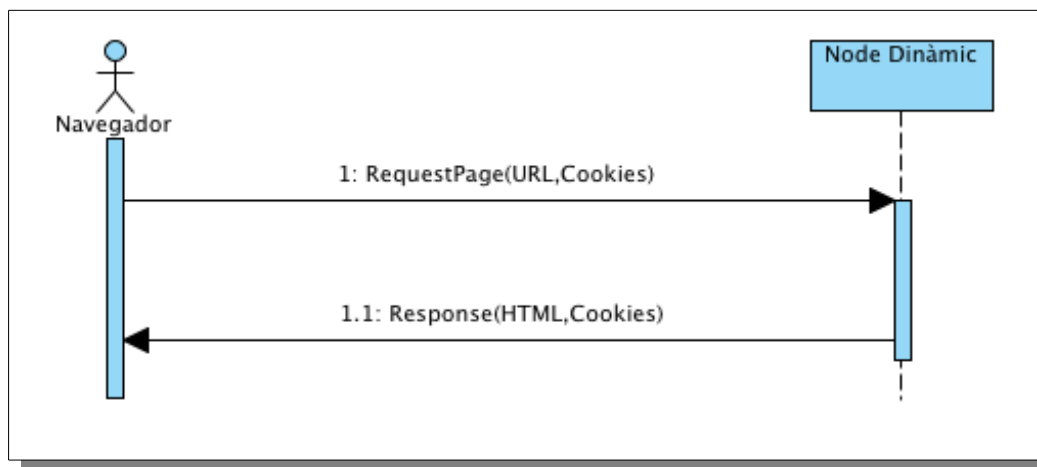 Node Dinàmic
Navegador
1: RequestPage(URL,Cookies)
1.1: Response(HTML,Cookies)